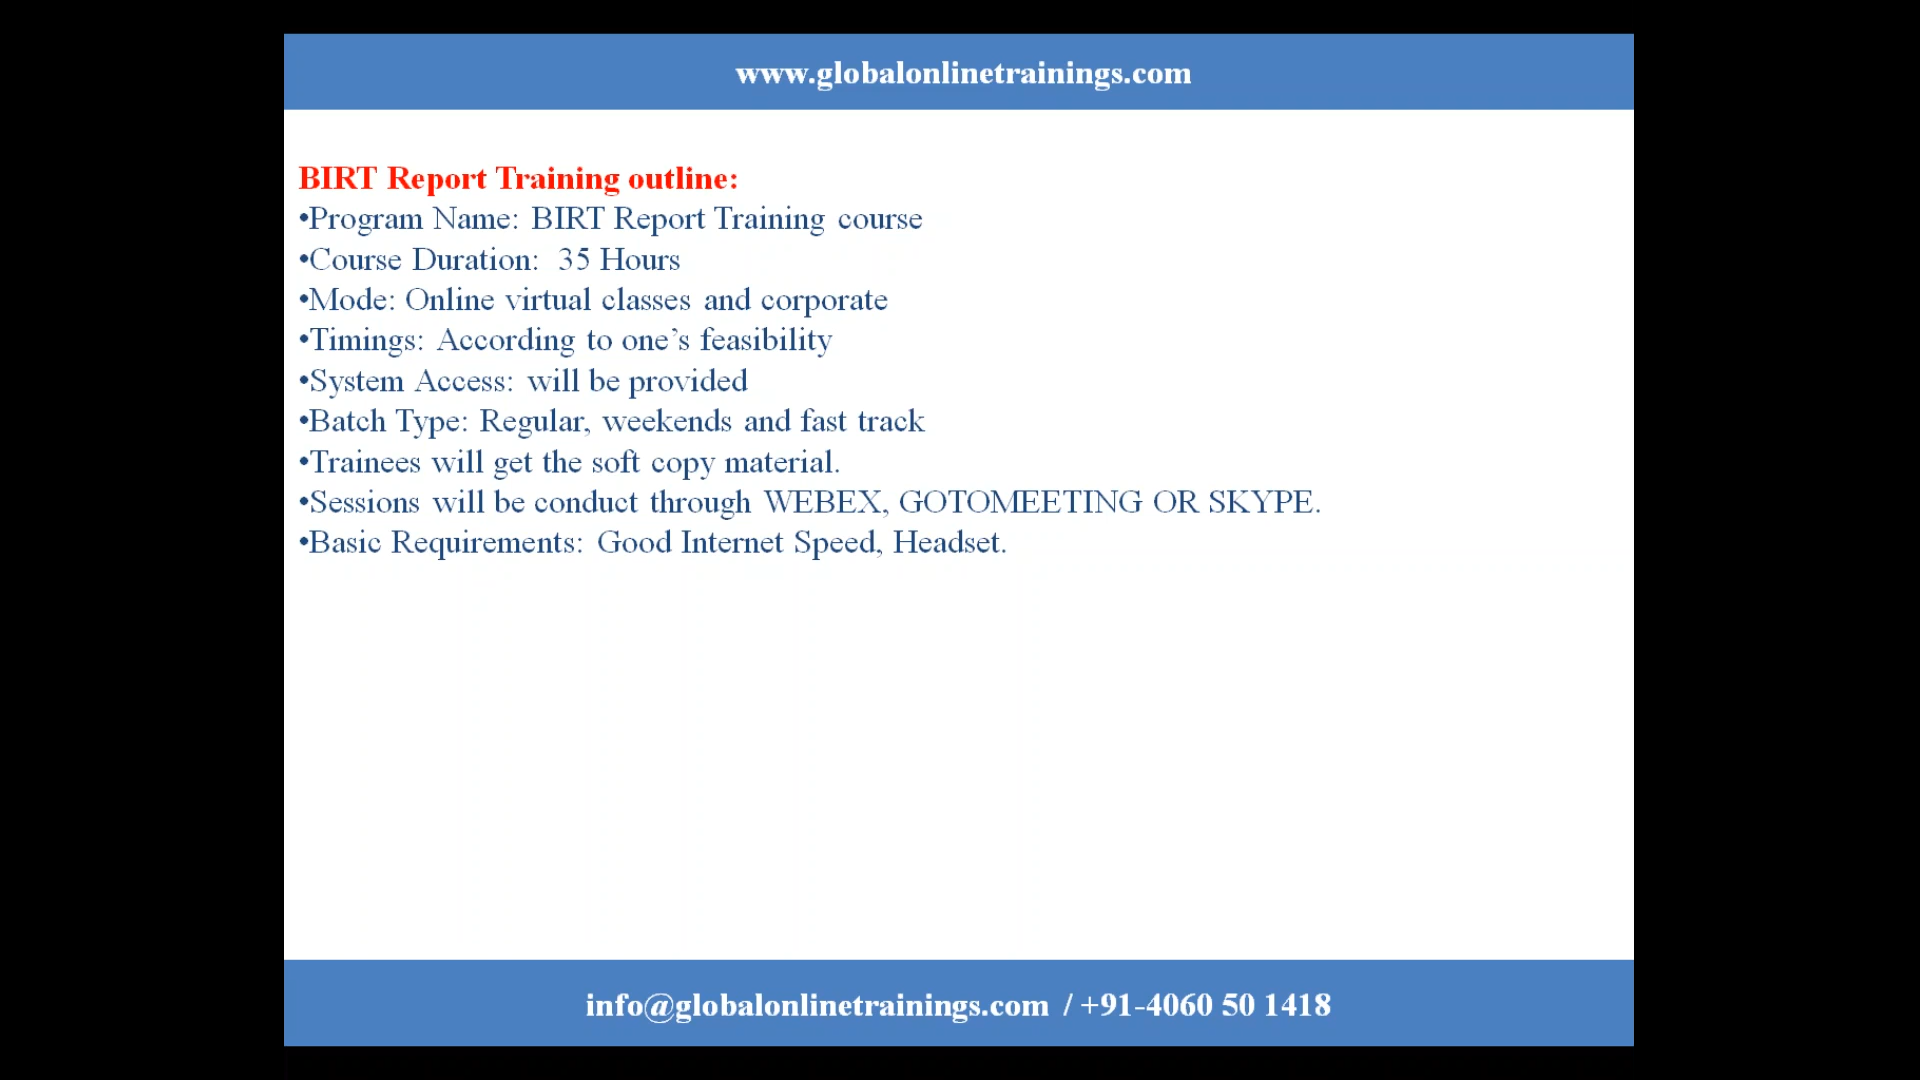 www.globalonlinetrainings.com
BIRT Report Training outline:
•Program Name: BIRT Report Training course
•Course Duration:  35 Hours
•Mode: Online virtual classes and corporate
•Timings: According to one’s feasibility
•System Access: will be provided
•Batch Type: Regular, weekends and fast track
•Trainees will get the soft copy material.
•Sessions will be conduct through WEBEX, GOTOMEETING OR SKYPE.
•Basic Requirements: Good Internet Speed, Headset.
info@globalonlinetrainings.com / +91-4060 50 1418